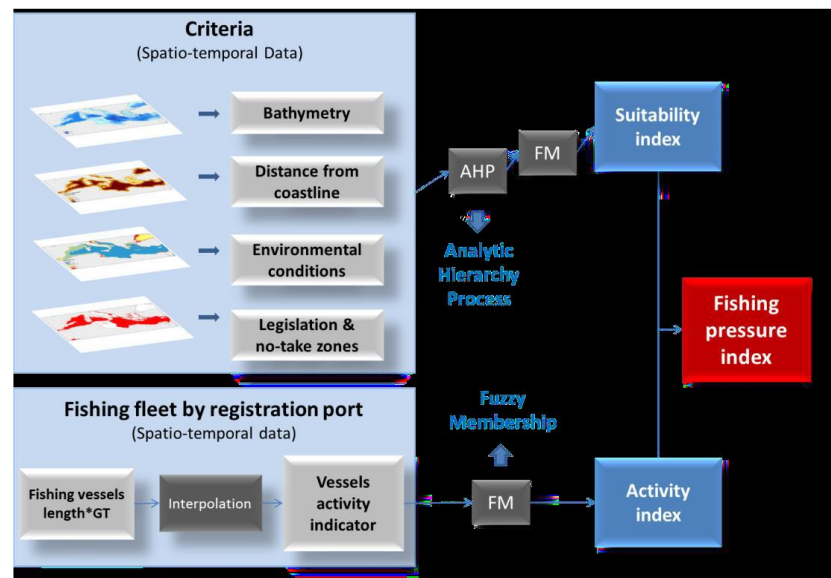 Criteria
(Spatio-temporal Data)
Bathymetry
Distance from
coastline
Environmental
conditions
Legislation &
no-take zones
AHP
FM
Suitability
index
Analytic
Hierarchy
Process
Fishing
pressure
index
Fishing fleet by registration port
(Spatio-temporal data)
Fishing vessels
length*GT
Interpolation
Vessels
activity
indicator
Fuzzy
Membership
FM
Activity
index